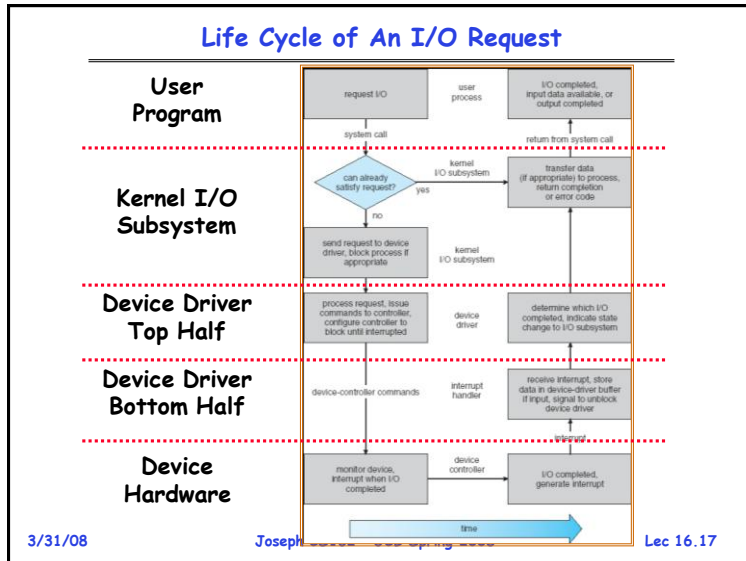 Life Cycle of An I/O Request
User
Program
request I/O
user
process
I/O completed,
input data available, or
output completed
system call
return from system call
Kernel I/O
Subsystem
can already
satisfy request?
yes
no
kernel
I/O subsystem
transfer data
(if appropriate) to process,
return completion
or error code
send request to device
driver, block process if
appropriate
kernel
I/O subsystem
Device Driver
Top Half
process request, issue
commands to controller,
configure controller to
block until interrupted
device
driver
determine which I/O
completed, indicate state
change to I/O subsystem
Device Driver
Bottom Half
device-controller commands
interrupt
handler
receive interrupt, store
data in device-driver buffer
if input, signal to unblock
device driver
interrupt
Device
Hardware
monitor device,
interrupt when I/O
completed
device
controller
I/O completed,
generate interrupt
time
3/31/08
Joseph
Lec 16.17